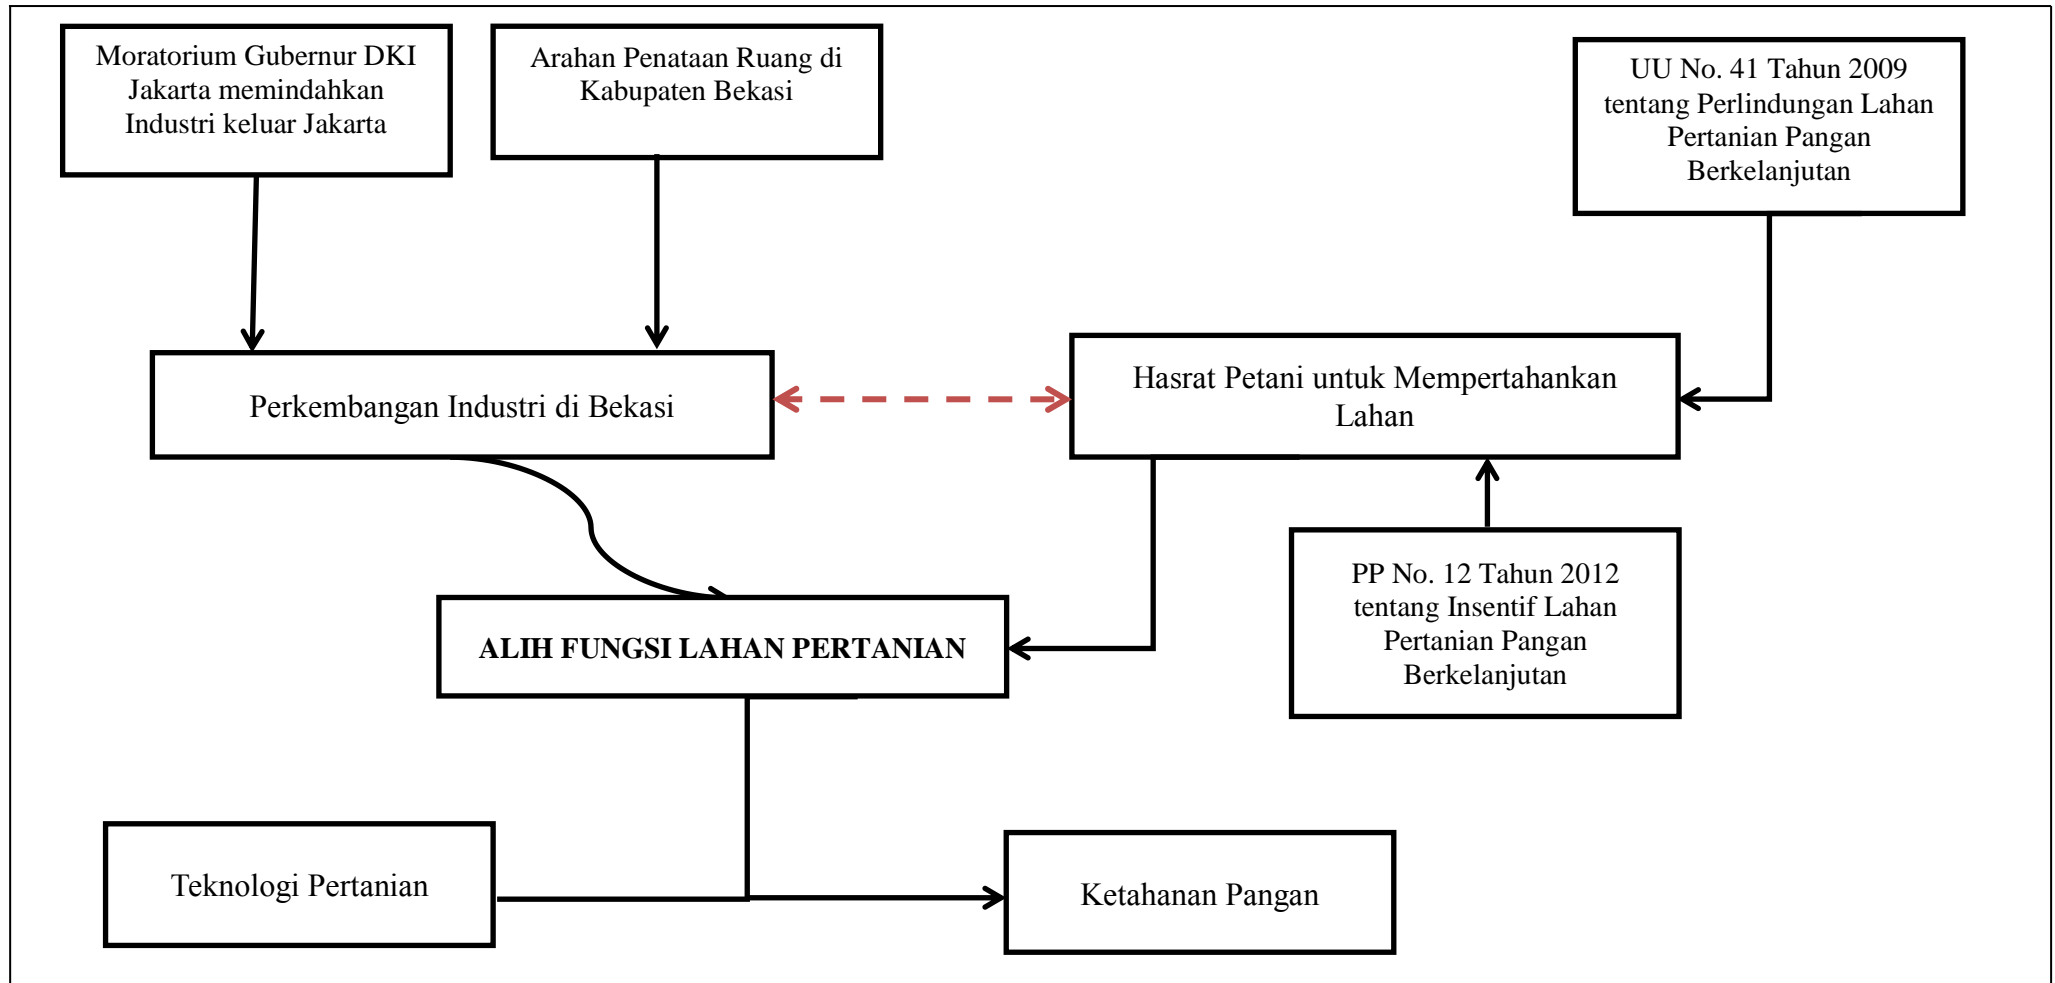 Moratorium Gubernur DKI
Jakarta memindahkan
Industri keluar Jakarta
Arahan Penataan Ruang di
Kabupaten Bekasi
UU No. 41 Tahun 2009
tentang Perlindungan Lahan
Pertanian Pangan
Berkelanjutan
Perkembangan Industri di Bekasi
Hasrat Petani untuk Mempertahankan
Lahan
PP No. 12 Tahun 2012
tentang Insentif Lahan
Pertanian Pangan
Berkelanjutan
ALIH FUNGSI LAHAN PERTANIAN
Teknologi Pertanian
Ketahanan Pangan